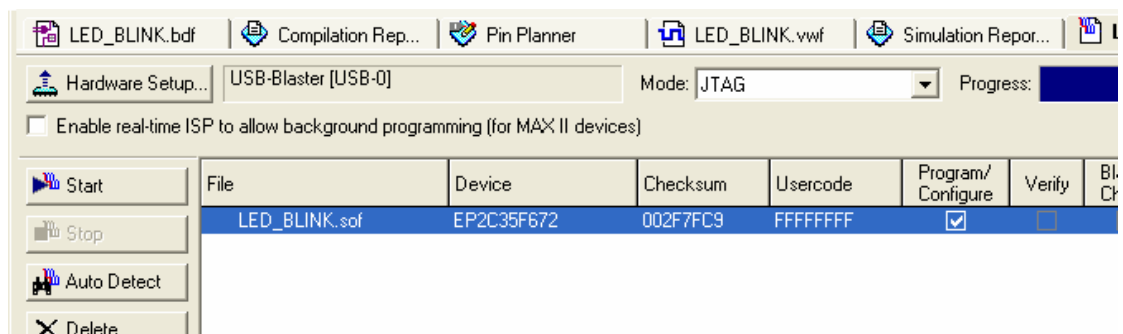 LED_BLINK.bdf Compilation Rep... Pin Planner LED_BLINK.vwf Simulation Repor...
Hardware Setup... USB-Blaster [USB-0] Mode: JTAG Progress:
Enable real-time ISP to allow background programming (for MAX II devices)
Start File Device Checksum Usercode Program/ Verify
Configure
LED_BLINK.sof EP2C35F672 002F7FC9 FFFFFFFF
Stop
Auto Detect
Delete